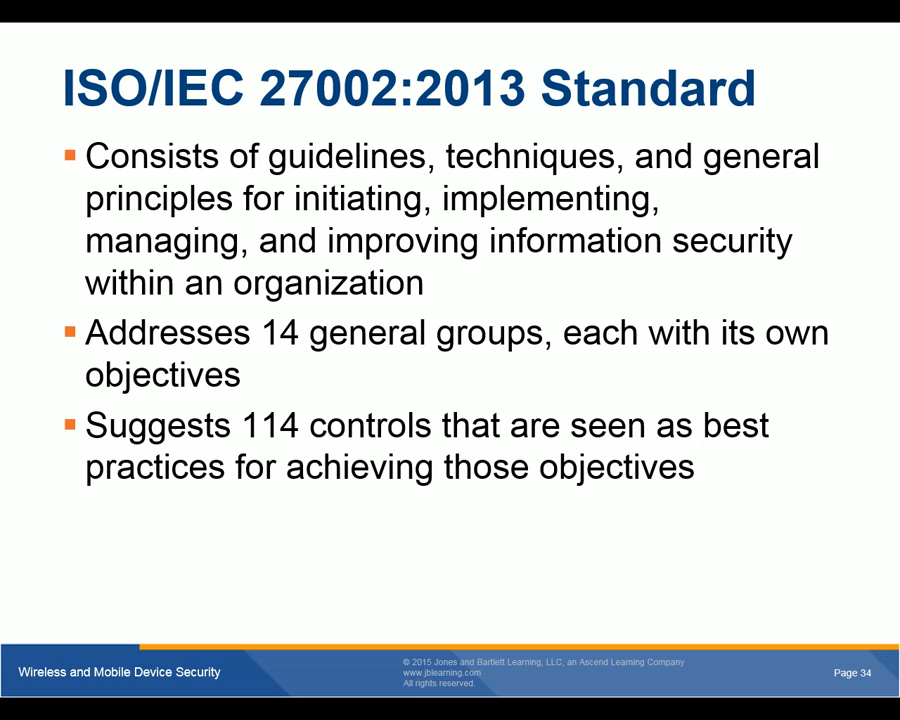 ISO/IEC 27002:2013 Standard
Consists of guidelines, techniques, and general
principles for initiating, implementing,
managing, and improving information security
within an organization
Addresses 14 general groups, each with its own
objectives
Suggests 114 controls that are seen as best
practices for achieving those objectives
Wireless and Mobile Device Security
© 2015 Jones and Bartlett Learning, LLC, an Ascend Learning Company
www.jblearning.com
All rights reserved.
Page 34